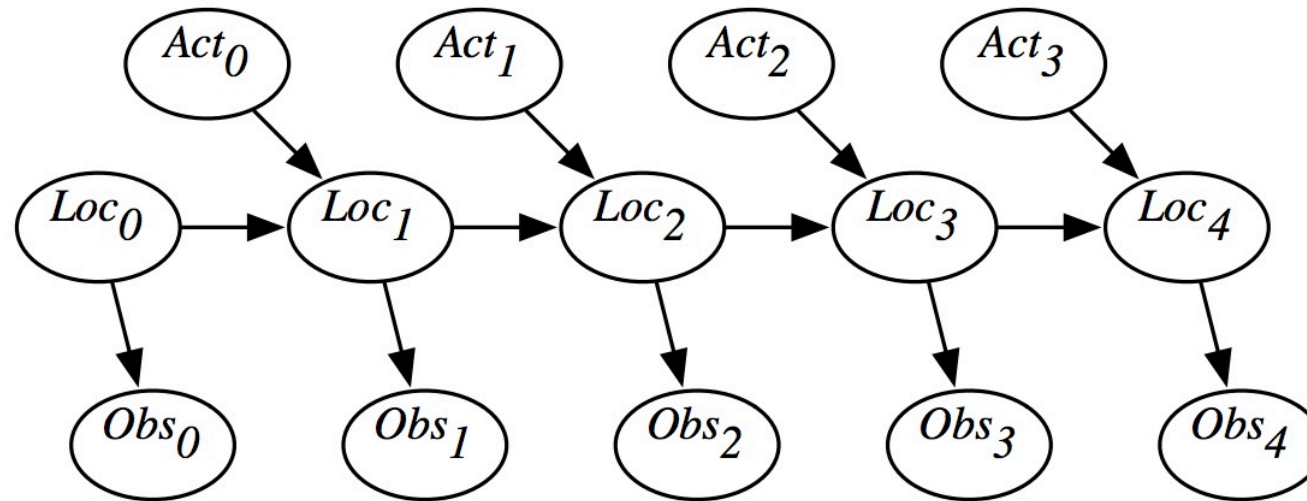 Act0 Act1 Act2 Act3
Loc0 Loc1 Loc2 Loc3 Loc4
Obs0 Obs1 Obs2 Obs3 Obs4